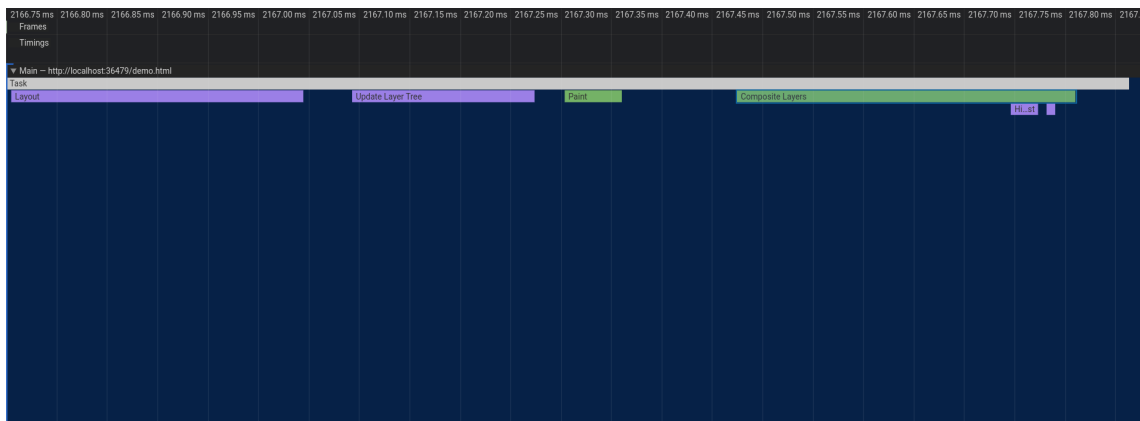 2166.75 ms 2166.80 ms 2166.85 ms 2166.90 ms 2166.95 ms 2167.00 ms 2167.05 ms 2167.10 ms 2167.15 ms 2167.20 ms 2167.25 ms 2167.30 ms 2167.35 ms 2167.40 ms 2167.45 ms 2167.50 ms 2167.55 ms 2167.60 ms 2167.65 ms 2167.70 ms 2167.75 ms 2167.80 ms 2167.
Frames
Timings
▼ Main — http://localhost:36479/demo.html
Task
Layout Update Layer Tree Paint Composite Layers
Hi...st